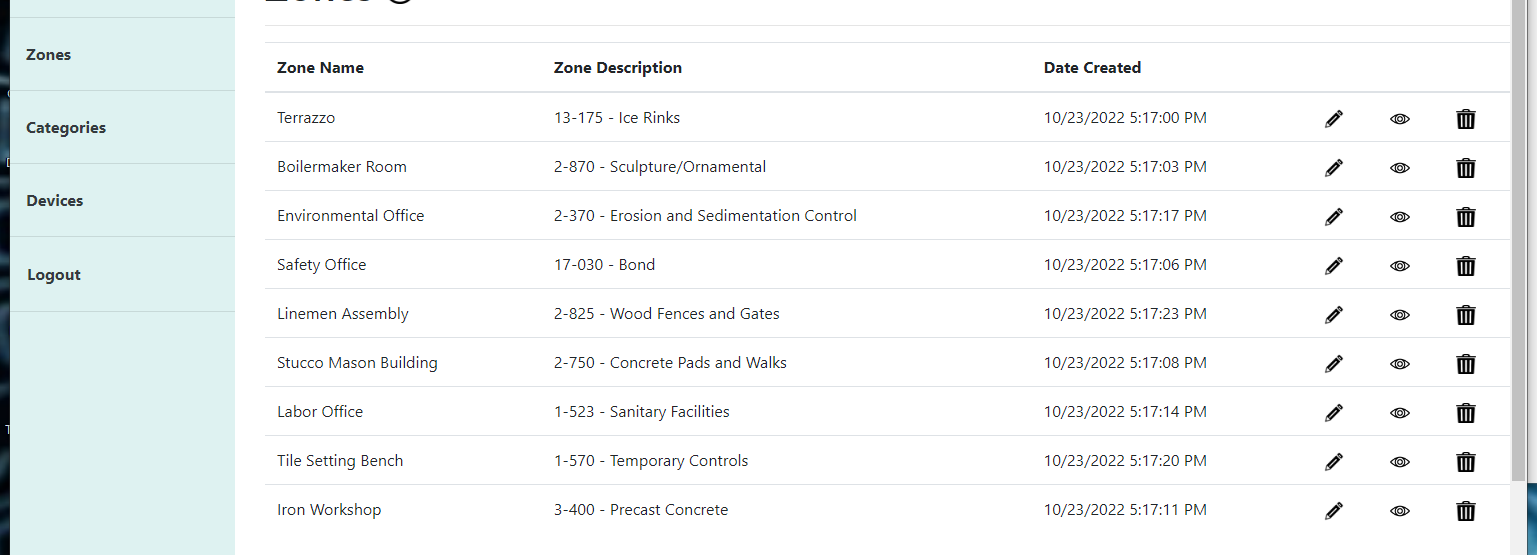 Zones
Categories
Devices
Logout
Zone Name Zone Description Date Created
Terrazzo 13-175 - Ice Rinks 10/23/2022 5:17:00 PM
Boilermaker Room 2-870 - Sculpture/Ornamental 10/23/2022 5:17:03 PM
Environmental Office 2-370 - Erosion and Sedimentation Control 10/23/2022 5:17:17 PM
Safety Office 17-030 - Bond 10/23/2022 5:17:06 PM
Linemen Assembly 2-825 - Wood Fences and Gates 10/23/2022 5:17:23 PM
Stucco Mason Building 2-750 - Concrete Pads and Walks 10/23/2022 5:17:08 PM
Labor Office 1-523 - Sanitary Facilities 10/23/2022 5:17:14 PM
Tile Setting Bench 1-570 - Temporary Controls 10/23/2022 5:17:20 PM
Iron Workshop 3-400 - Precast Concrete 10/23/2022 5:17:11 PM